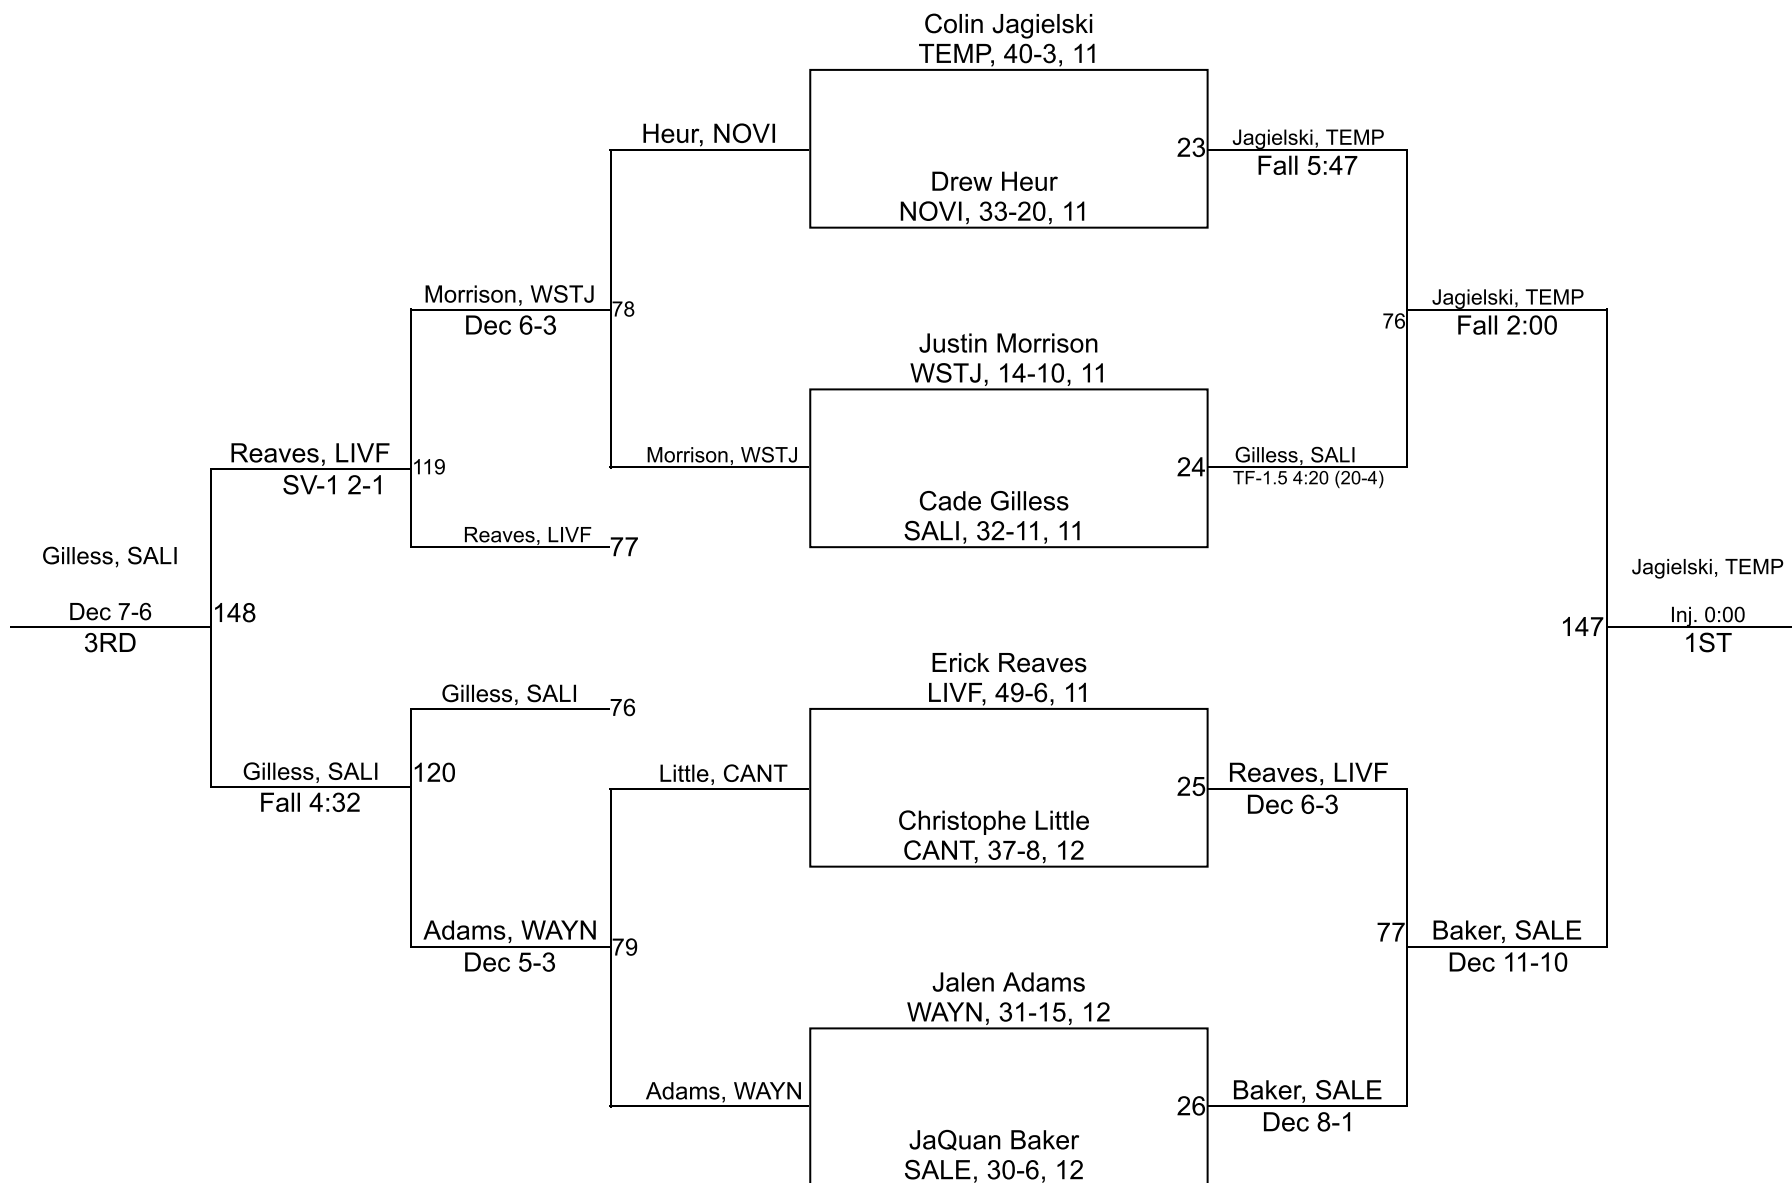 Colin Jagielski
TEMP, 40-3, 11
Heur, NOVI
23
Jagielski, TEMP
Fall 5:47
Drew Heur
NOVI, 33-20, 11
Morrison, WSTJ
Dec 6-3
78
Jagielski, TEMP
76
Fall 2:00
Justin Morrison
WSTJ, 14-10, 11
Reaves, LIVF
SV-1 2-1
119
Morrison, WSTJ
24
Gilless, SALI
TF-1.5 4:20 (20-4)
Cade Gilless
SALI, 32-11, 11
Reaves, LIVF
77
Gilless, SALI
Dec 7-6
3RD
148
Jagielski, TEMP
147
Inj. 0:00
1ST
Erick Reaves
LIVF, 49-6, 11
Gilless, SALI
76
Gilless, SALI
Fall 4:32
120
Little, CANT
25
Reaves, LIVF
Dec 6-3
Christophe Little
CANT, 37-8, 12
Adams, WAYN
Dec 5-3
79
77
Baker, SALE
Dec 11-10
Jalen Adams
WAYN, 31-15, 12
Adams, WAYN
26
Baker, SALE
Dec 8-1
JaQuan Baker
SALE, 30-6, 12